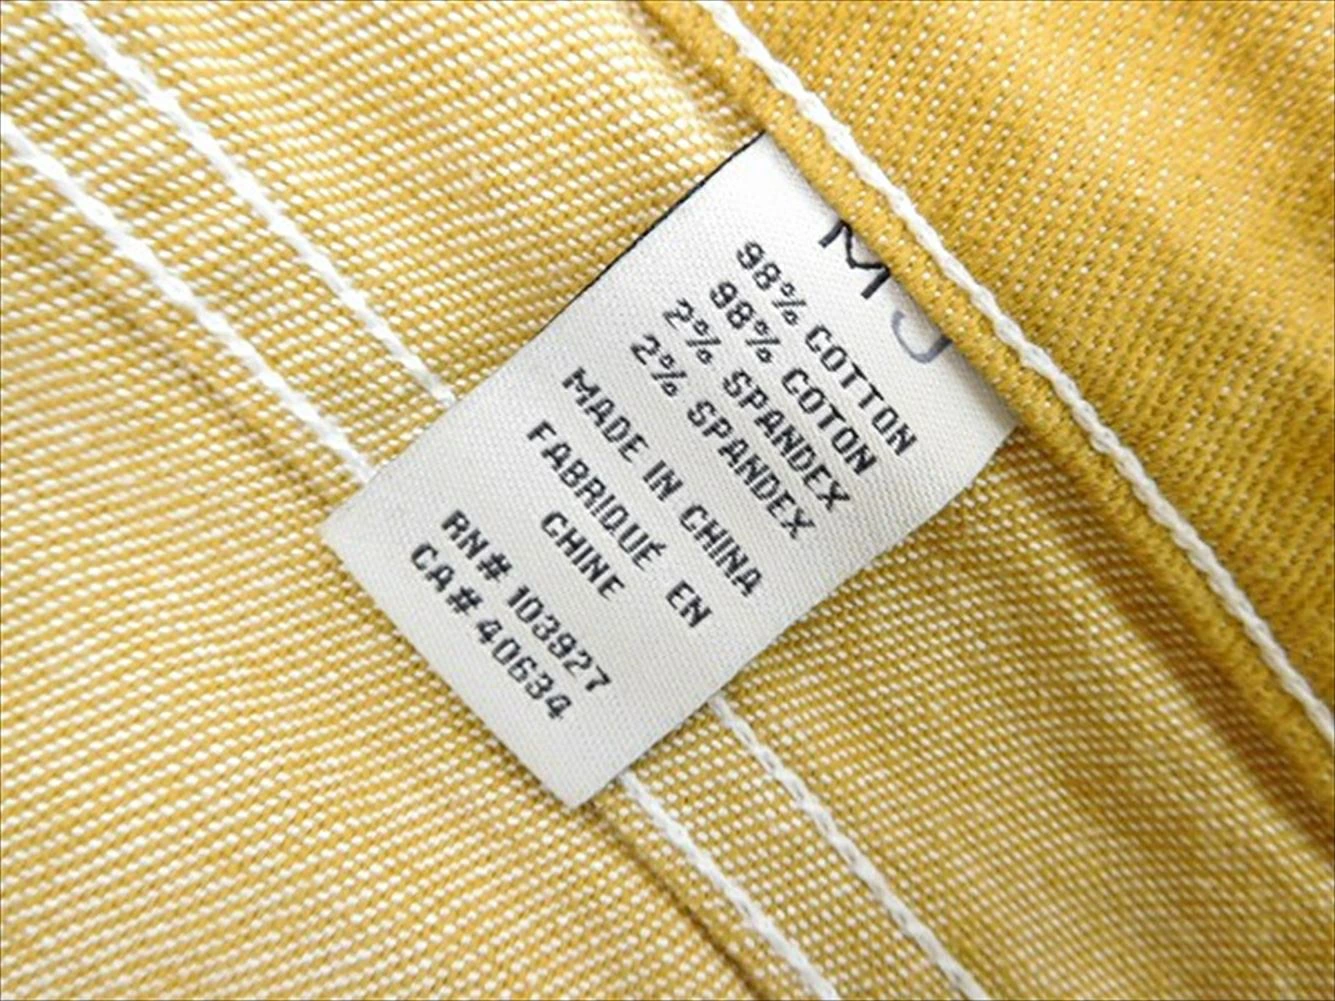 M J
98% COTTON
98% COTON
2% SPANDEX
2% SPANDEX
MADE IN CHINA
FABRIQUÉ EN
CHINE
RN# 103927
CA# 40634